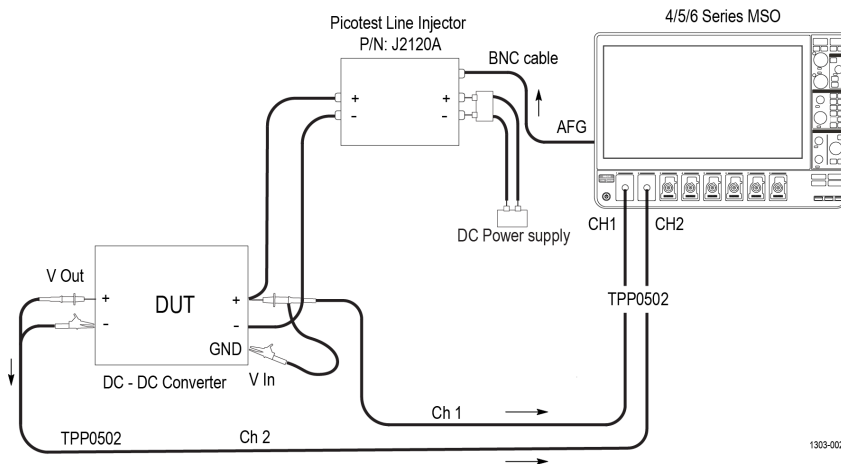 4/5/6 Series MSO
Picotest Line Injector
P/N: J2120A
BNC cable
+
-
+
-
AFG
DC Power supply
CH1
CH2
V Out
+
-
DUT
+
-
GND
V In
DC - DC Converter
TPP0502
Ch 1
TPP0502
Ch 2
1303-002